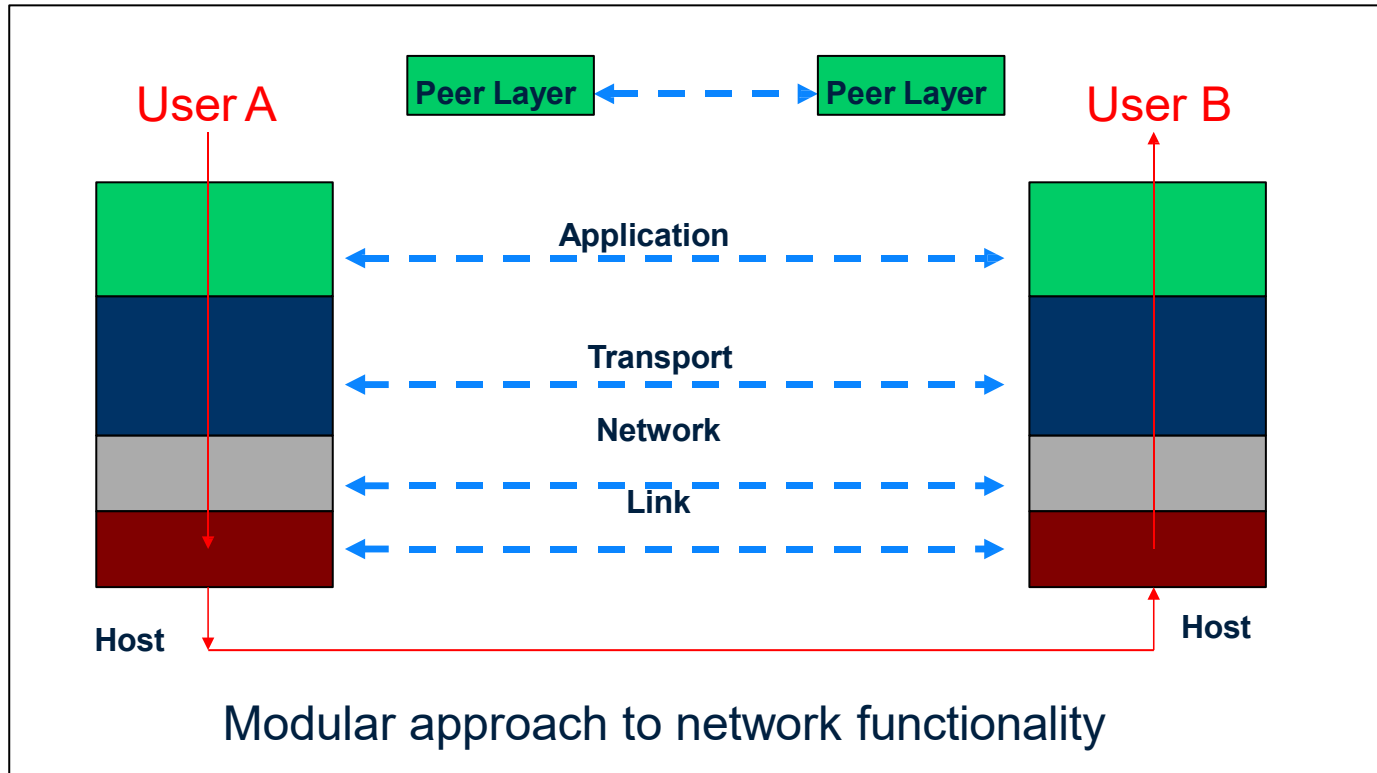 Peer Layer
Peer Layer
User A
User B
Application
Transport
Network
Link
Host
Host
Modular approach to network functionality